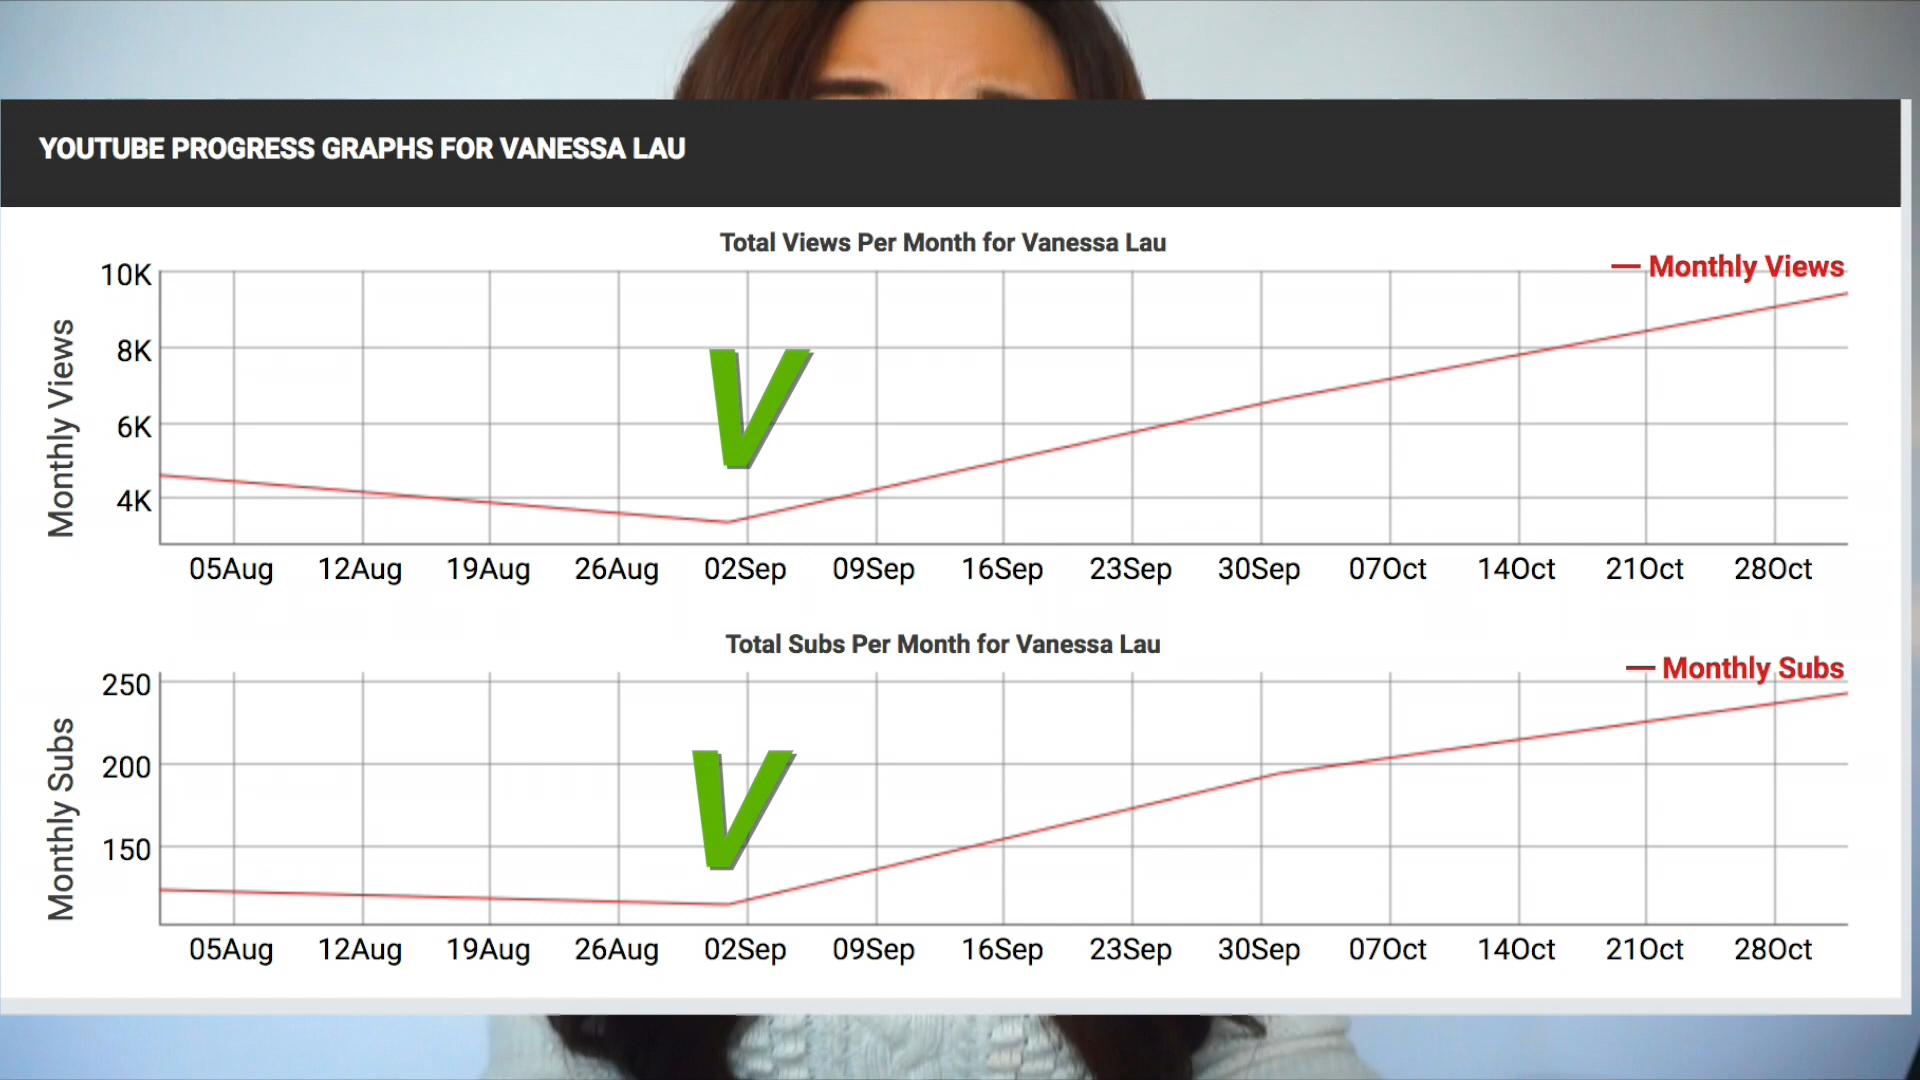 YOUTUBE PROGRESS GRAPHS FOR VANESSA LAU
Total Views Per Month for Vanessa Lau
Monthly Views
10K
8K
6K
4K
Monthly Views
V
05Aug 12Aug 19Aug 26Aug 02Sep 09Sep 16Sep 23Sep 30Sep 07Oct 14Oct 21Oct 28Oct
Total Subs Per Month for Vanessa Lau
Monthly Subs
250
200
150
Monthly Subs
V
05Aug 12Aug 19Aug 26Aug 02Sep 09Sep 16Sep 23Sep 30Sep 07Oct 14Oct 21Oct 28Oct